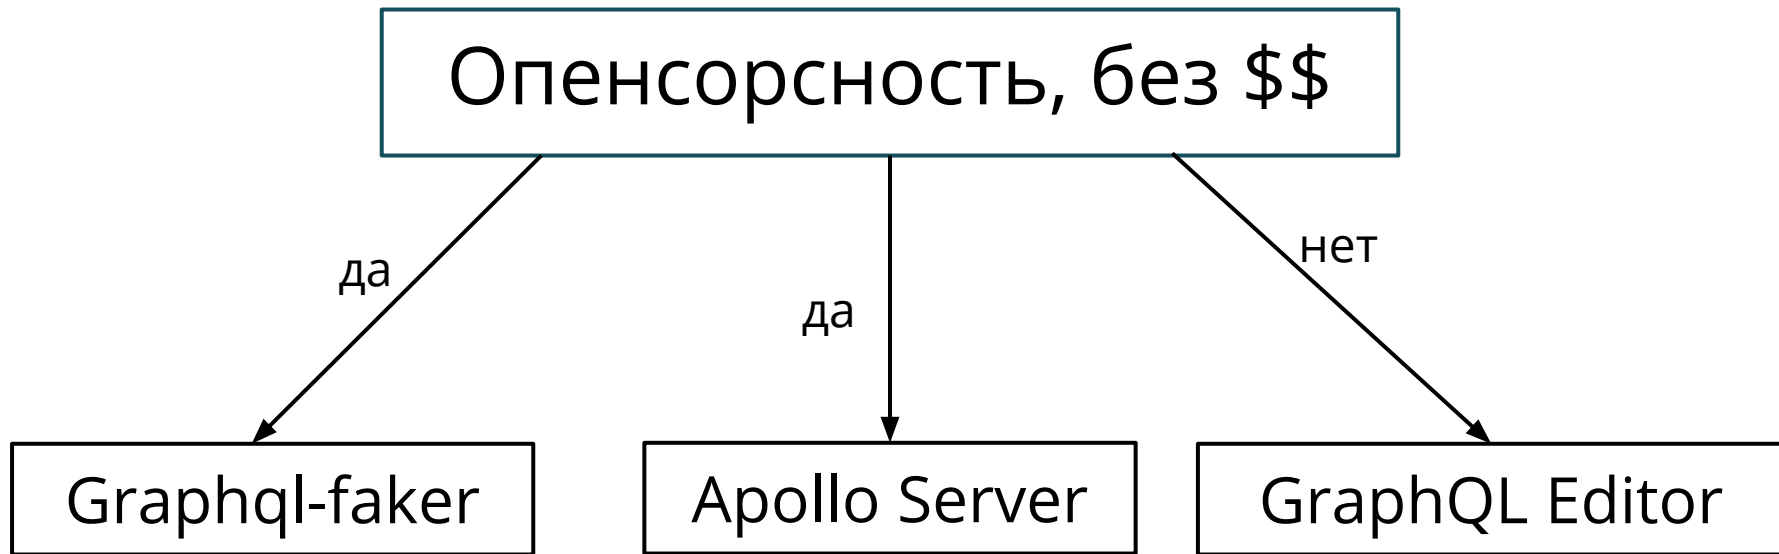 Опенсорсность, без $$
да
да
нет
Graphql-faker
Apollo Server
GraphQL Editor